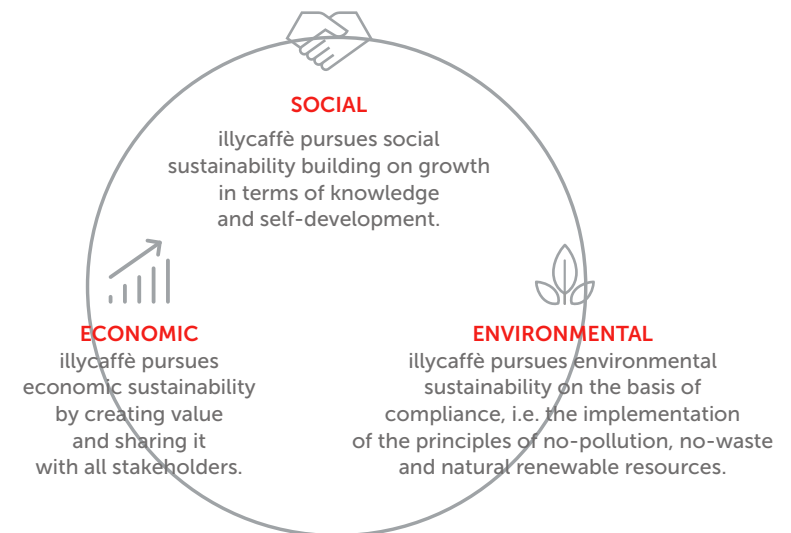 SOCIAL
illycaffè pursues social
sustainability building on growth
in terms of knowledge
and self-development.
ECONOMIC
illycaffè pursues
economic sustainability
by creating value
and sharing it
with all stakeholders.
ENVIRONMENTAL
illycaffè pursues environmental
sustainability on the basis of
compliance, i.e. the implementation
of the principles of no-pollution, no-waste
and natural renewable resources.